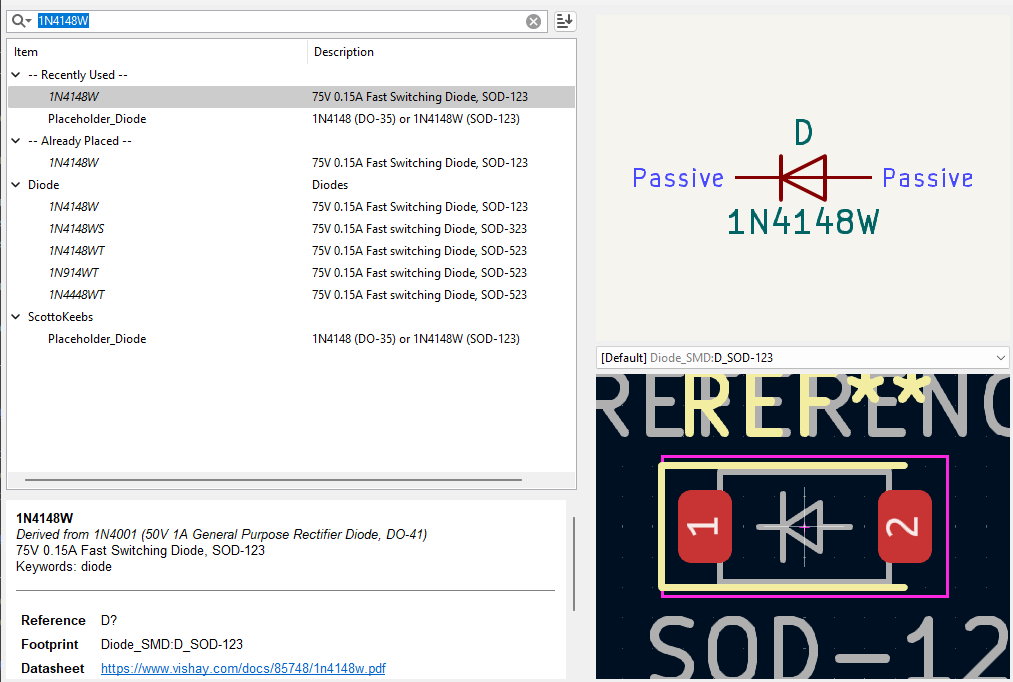 1N4148W
Item Description
-- Recently Used --
1N4148W 75V 0.15A Fast Switching Diode, SOD-123
Placeholder_Diode 1N4148 (DO-35) or 1N4148W (SOD-123)
-- Already Placed --
1N4148W 75V 0.15A Fast Switching Diode, SOD-123
Diode Diodes
1N4148W 75V 0.15A Fast Switching Diode, SOD-123
1N4148WS 75V 0.15A Fast switching Diode, SOD-323
1N4148WT 75V 0.15A Fast switching Diode, SOD-523
1N914WT 75V 0.15A Fast switching Diode, SOD-523
1N4448WT 75V 0.15A Fast switching Diode, SOD-523
ScottoKeebs
Placeholder_Diode 1N4148 (DO-35) or 1N4148W (SOD-123)
1N4148W
Derived from 1N4001 (50V 1A General Purpose Rectifier Diode, DO-41)
75V 0.15A Fast Switching Diode, SOD-123
Keywords: diode
Reference D?
Footprint Diode_SMD:D_SOD-123
Datasheet https://www.vishay.com/docs/85748/1n4148w.pdf
D
Passive Passive
1N4148W
[Default] Diode_SMD:D_SOD-123
REF**
REFERENC
1 2
SOD-12